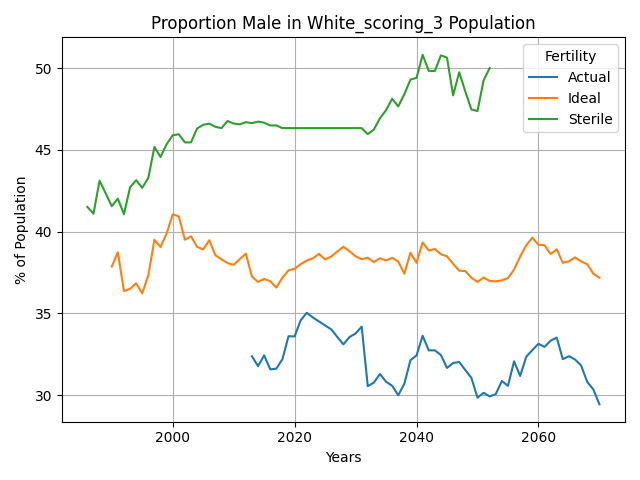 Proportion Male in White_scoring_3 Population
Fertility
Actual
Ideal
Sterile
% of Population
50
45
40
35
30
2000
2020
2040
2060
Years